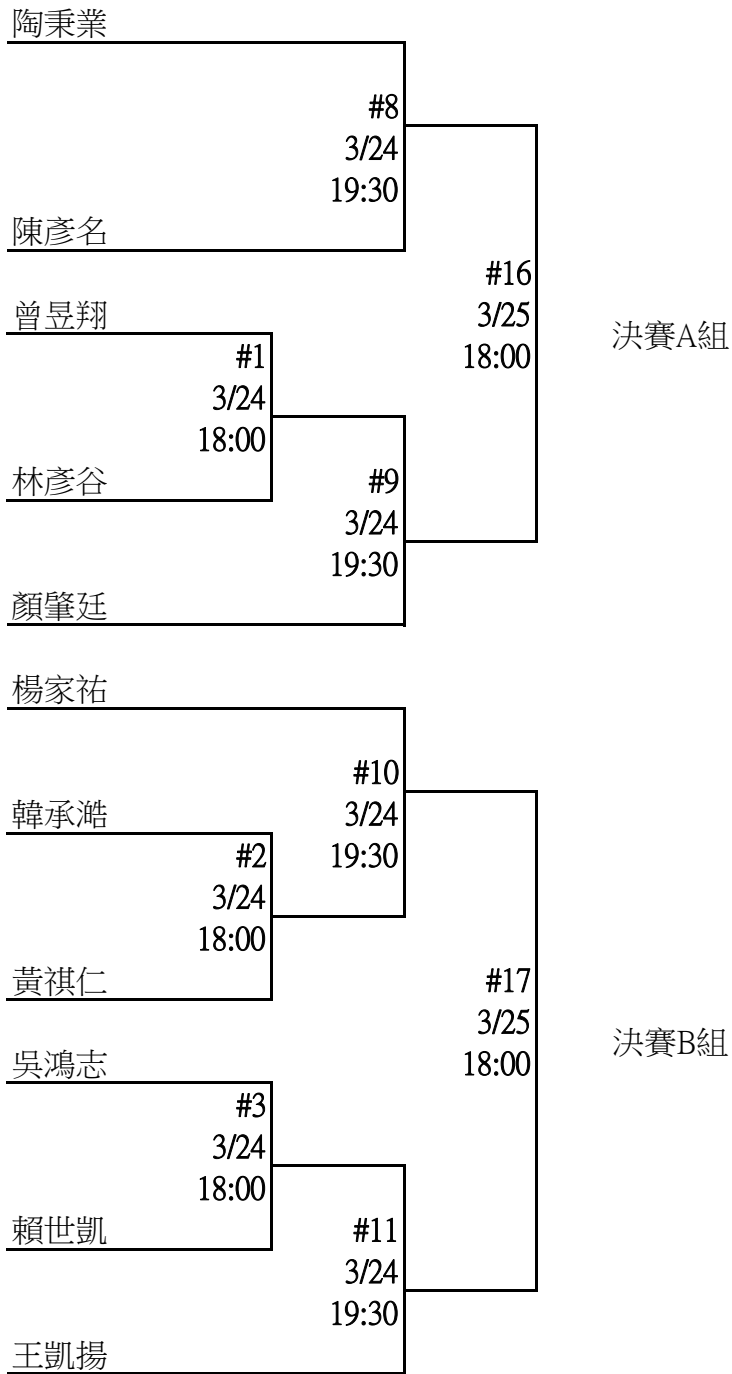 陶秉業
#8
3/24
19:30
陳彥名
#16
3/25
18:00
決賽A組
曾昱翔
#1
3/24
18:00
林彥谷
#9
3/24
19:30
顏肇廷
楊家祐
#10
3/24
19:30
韓承澔
#2
3/24
18:00
黃祺仁
#17
3/25
18:00
決賽B組
吳鴻志
#3
3/24
18:00
賴世凱
#11
3/24
19:30
王凱揚